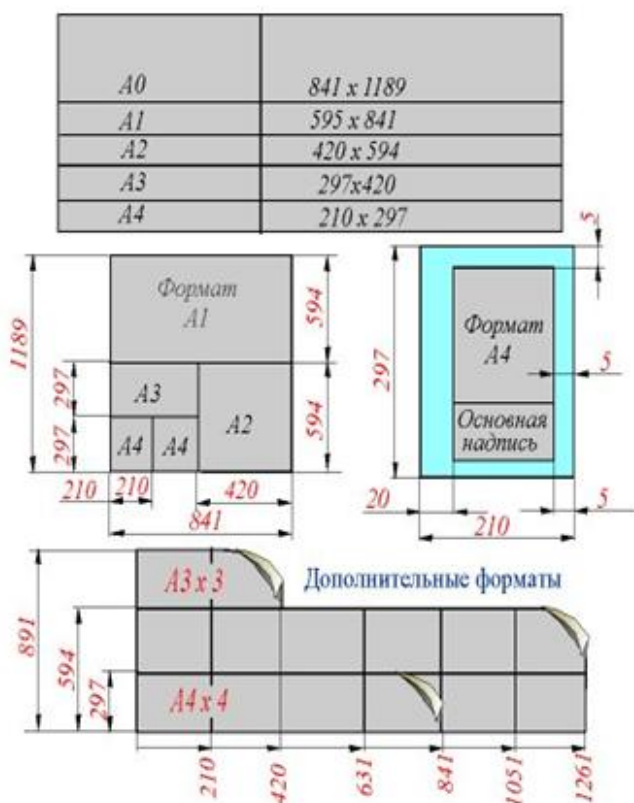 A0 841 x 1189
A1 595 x 841
A2 420 x 594
A3 297x420
A4 210 x 297
Формат
A1
1189
594
594
297
297
A3
A4 A4
A2
210 210 420
841
5
297
Формат
A4
5
Основная
надпись
20
5
210
A3 x 3
Дополнительные форматы
891
594
297
A4 x 4
210
420
631
841
1051
1261